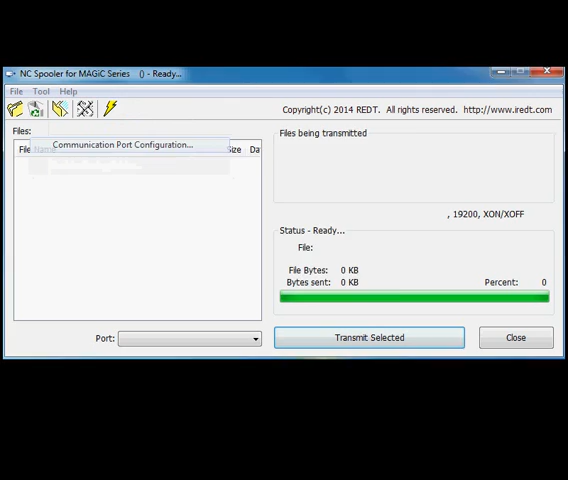 NC Spooler for MAGiC Series   () - Ready...
File   Tool   Help
Copyright(c) 2014 REDT.  All rights reserved.  http://www.iredt.com
Files:
Communication Port Configuration...
File Name   Size   Da
Files being transmitted
, 19200, XON/XOFF
Status - Ready...
File:
File Bytes:   0 KB
Bytes sent:   0 KB   Percent:   0
Port:
Transmit Selected
Close